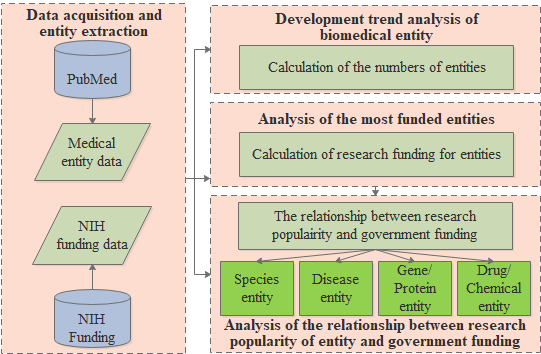 Data acquisition and
entity extraction
PubMed
Medical
entity data
NIH
funding data
NIH
Funding
Development trend analysis of
biomedical entity
Calculation of the numbers of entities
Analysis of the most funded entities
Calculation of research funding for entities
The relationship between research
popularirity and government funding
Species
entity
Disease
entity
Gene/
Protein
entity
Drug/
Chemical
entity
Analysis of the relationship between research
popularity of entity and government funding